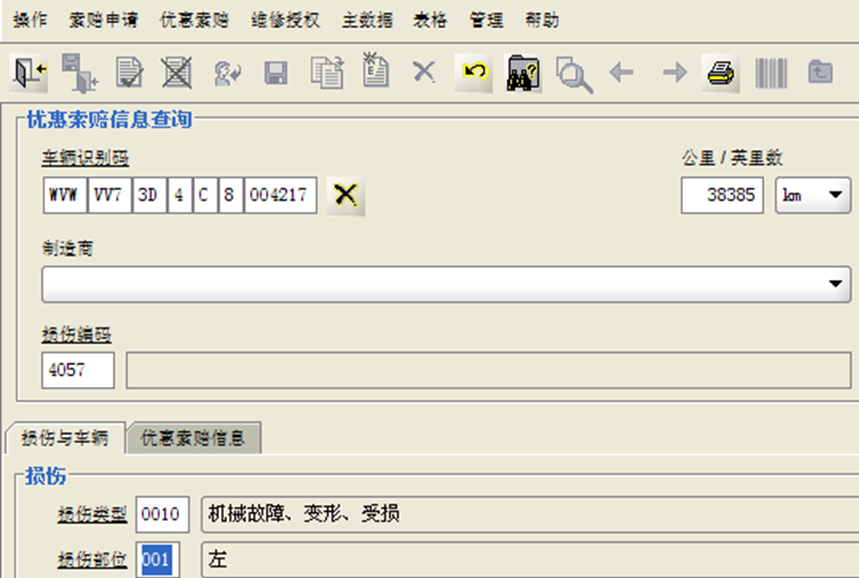 操作 索赔申请 优惠索赔 维修授权 主数据 表格 管理 帮助
优惠索赔信息查询
车辆识别码 公里 / 英里数
WVW VV7 3D 4 C 8 004217 38385 km
制造商
损伤编码
4057
损伤与车辆 优惠索赔信息
损伤
损伤类型 0010 机械故障、变形、受损
损伤部位 001 左